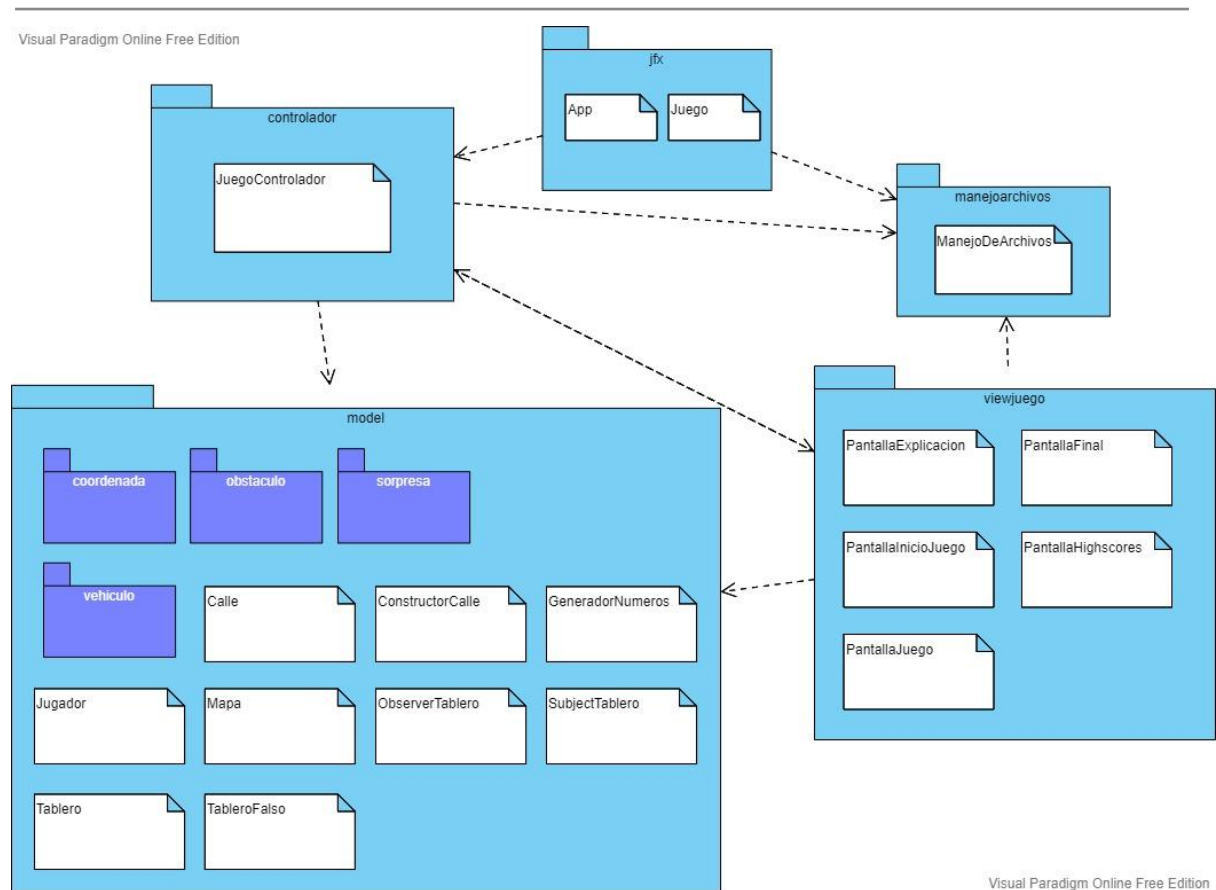 Visual Paradigm Online Free Edition
jfx
App
Juego
controlador
JuegoControlador
manejoarchivos
ManejoDeArchivos
model
coordenada
obstaculo
sorpresa
vehiculo
Calle
ConstructorCalle
GeneradorNumeros
Jugador
Mapa
ObserverTablero
SubjectTablero
Tablero
TableroFalso
viewjuego
PantallaExplicacion
PantallaFinal
PantallaInicioJuego
PantallaHighscores
PantallaJuego
Visual Paradigm Online Free Edition